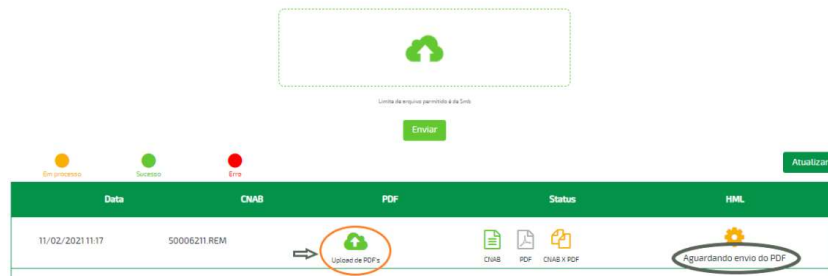 Limite de arquivo permitido é de 5mb
Enviar
Em processo Sucesso Erro Atualizar
Data CNAB PDF Status HML
11/02/2021 11:17 50006211.REM
Upload de PDF's CNAB PDF CNAB X PDF Aguardando envio do PDF